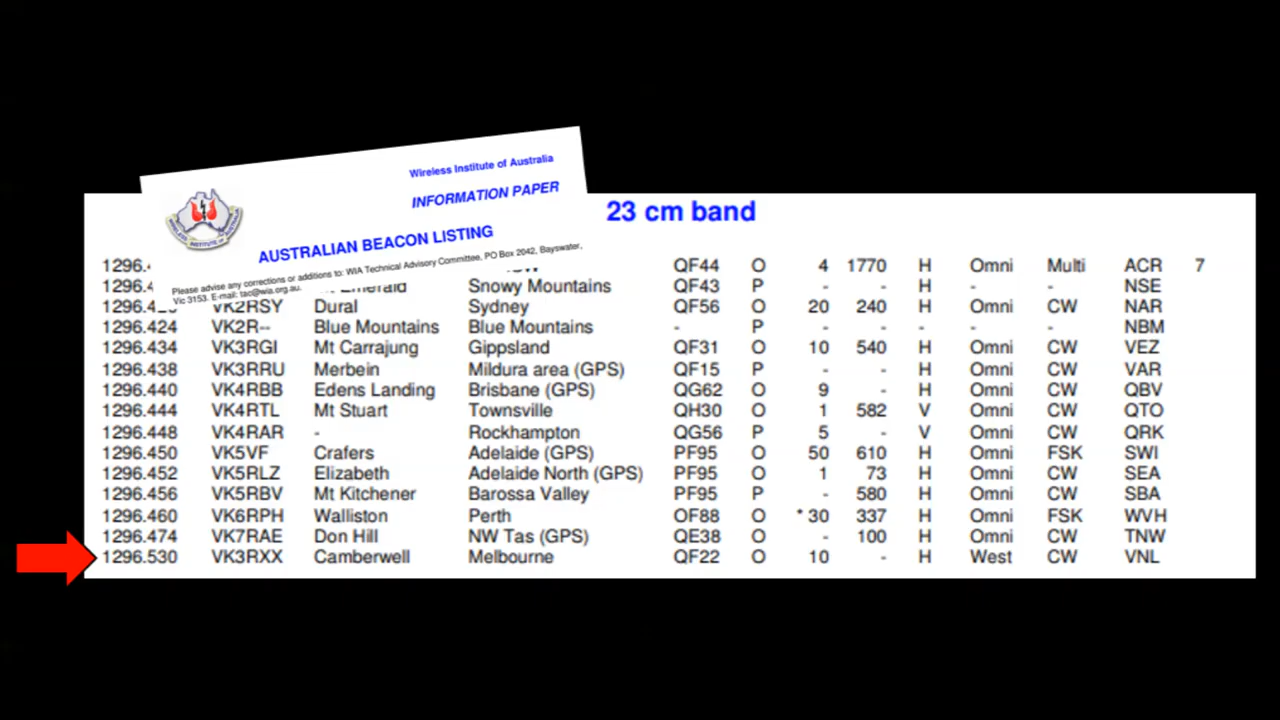 Wireless Institute of Australia
INFORMATION PAPER
AUSTRALIAN BEACON LISTING
Please advise any corrections or additions to: WIA Technical Advisory Committee. PO Box 2042, Bayswater,
Vic 3153. E-mail: tac@wia.org.au.
23 cm band
1296. QF44 O 4 1770 H Omni Multi ACR 7
1296.4 Mt Emerald Snowy Mountains QF43 P - - H - - NSE
1296.4 VK2RSY Dural Sydney QF56 O 20 240 H Omni CW NAR
1296.424 VK2R-- Blue Mountains Blue Mountains - P - - - - - NBM
1296.434 VK3RGI Mt Carrajung Gippsland QF31 O 10 540 H Omni CW VEZ
1296.438 VK3RRU Merbein Mildura area (GPS) QF15 P - - H Omni CW VAR
1296.440 VK4RBB Edens Landing Brisbane (GPS) QG62 O 9 - H Omni CW QBV
1296.444 VK4RTL Mt Stuart Townsville QH30 O 1 582 V Omni CW QTO
1296.448 VK4RAR - Rockhampton QG56 P 5 - V Omni CW QRK
1296.450 VK5VF Crafers Adelaide (GPS) PF95 O 50 610 H Omni FSK SWI
1296.452 VK5RLZ Elizabeth Adelaide North (GPS) PF95 O 1 73 H Omni CW SEA
1296.456 VK5RBV Mt Kitchener Barossa Valley PF95 P - 580 H Omni CW SBA
1296.460 VK6RPH Walliston Perth OF88 O * 30 337 H Omni FSK WVH
1296.474 VK7RAE Don Hill NW Tas (GPS) QE38 O - 100 H Omni CW TNW
1296.530 VK3RXX Camberwell Melbourne QF22 O 10 - H West CW VNL